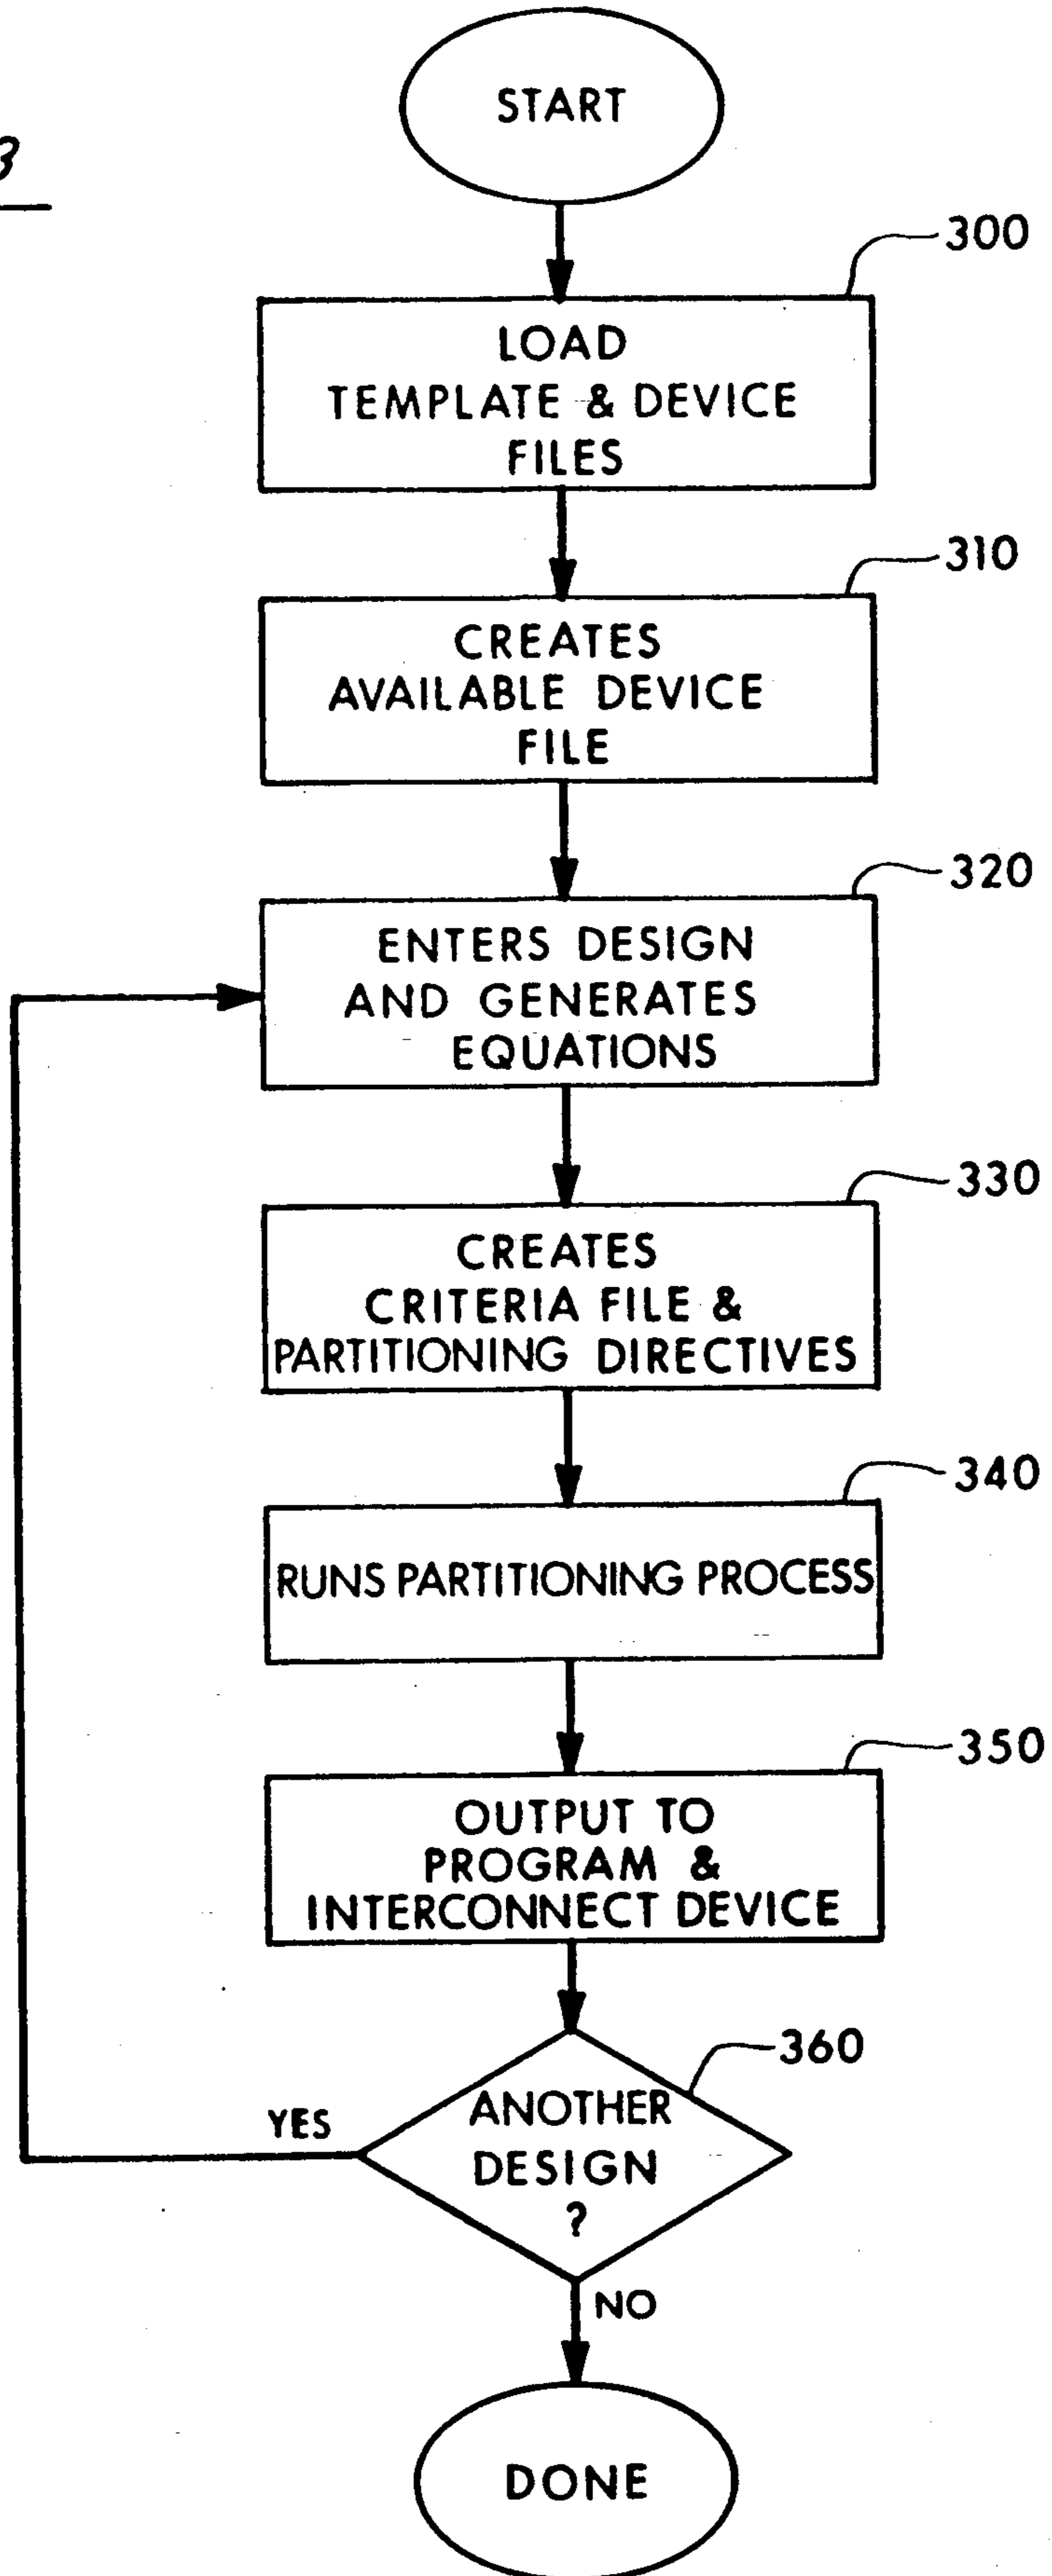 3
START
300
LOAD
TEMPLATE & DEVICE
FILES
310
CREATES
AVAILABLE DEVICE
FILE
320
ENTERS DESIGN
AND GENERATES
EQUATIONS
330
CREATES
CRITERIA FILE &
PARTITIONING DIRECTIVES
340
RUNS PARTITIONING PROCESS
350
OUTPUT TO
PROGRAM &
INTERCONNECT DEVICE
360
ANOTHER
DESIGN
?
YES
NO
DONE